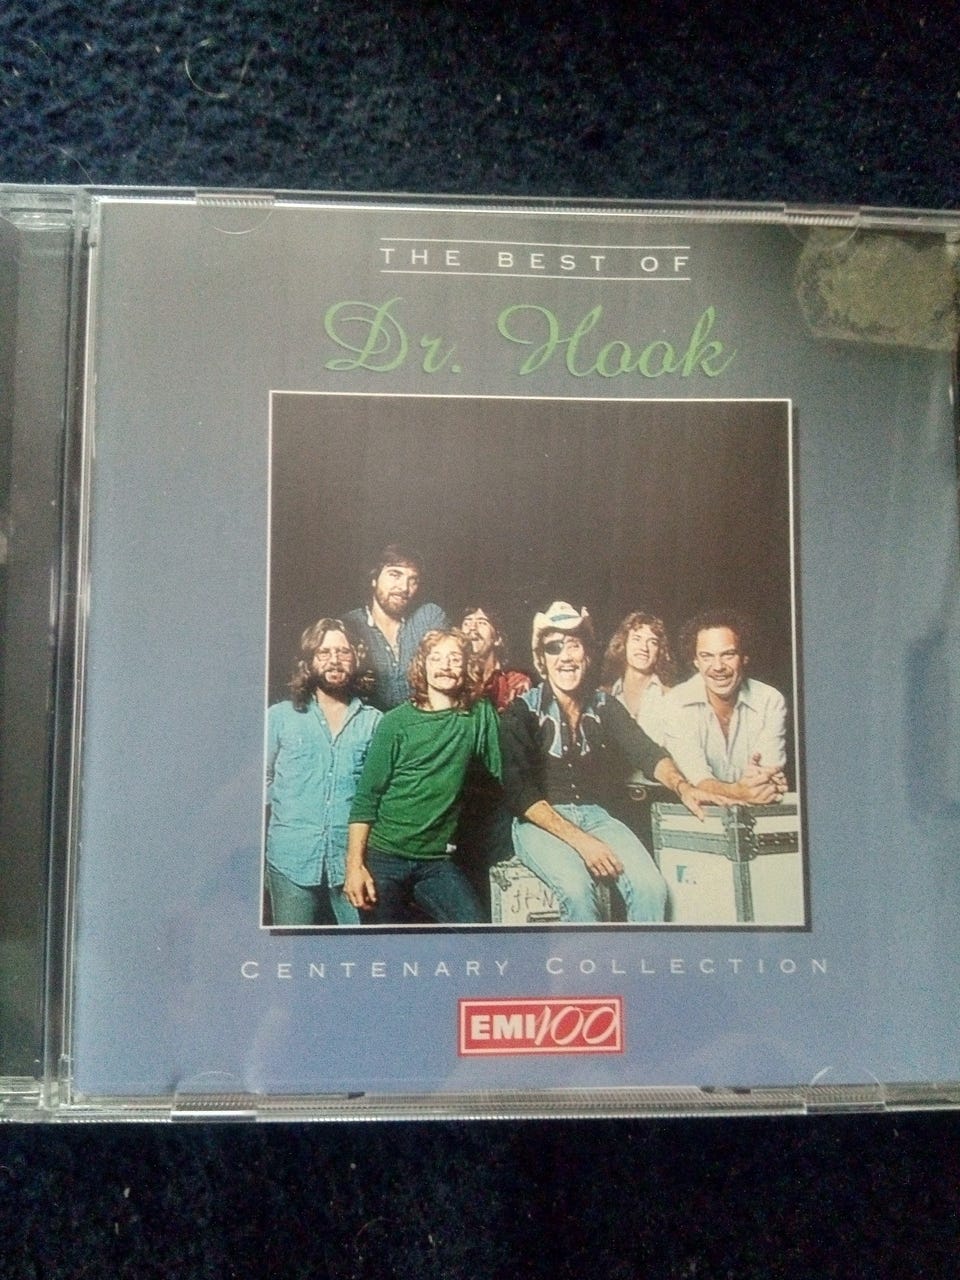 THE BEST OF
Dr. Hook
CENTENARY COLLECTION
EMI100